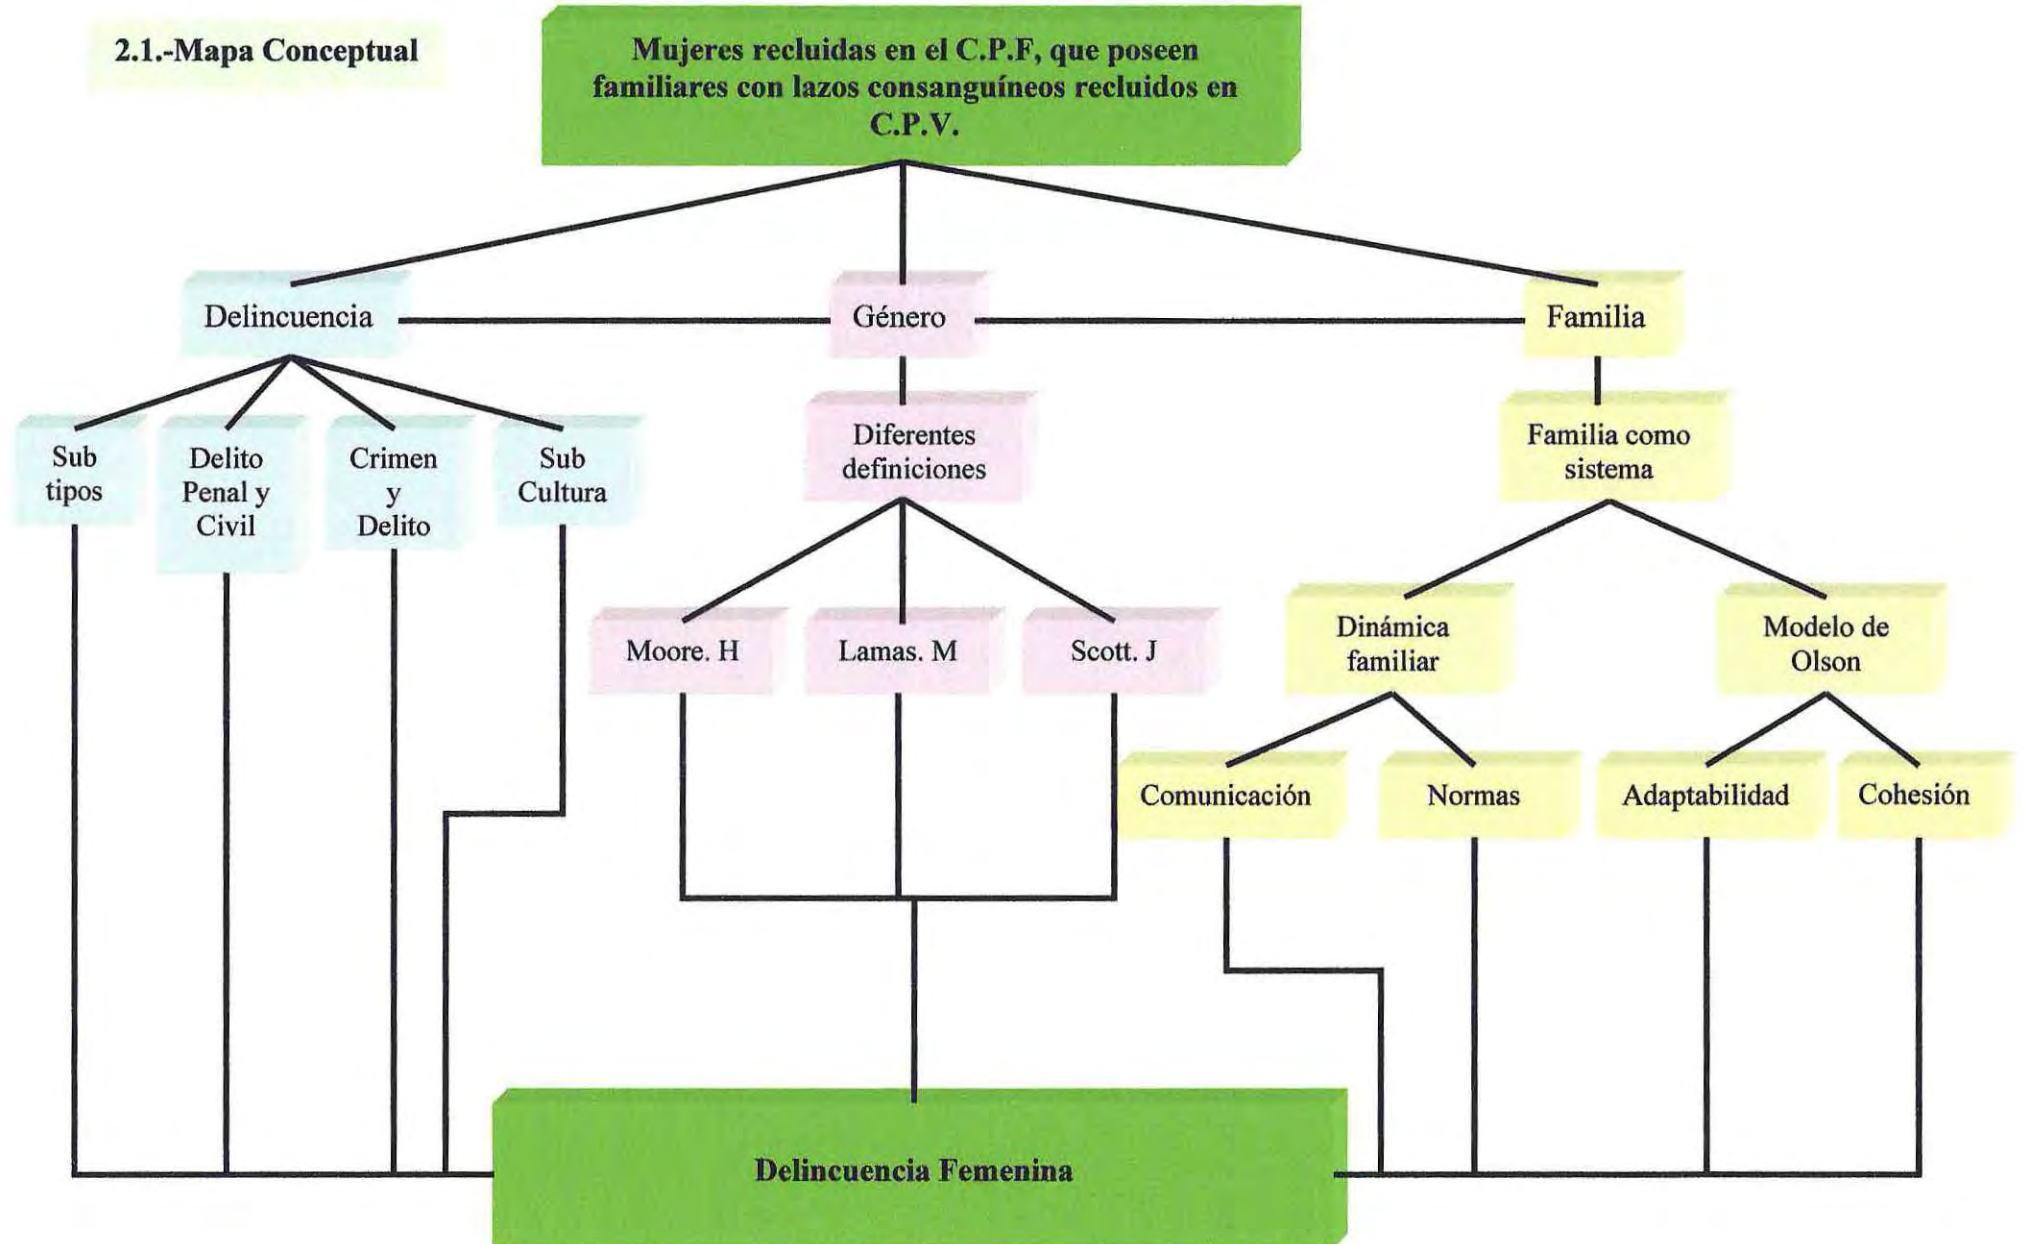 2.1.-Mapa Conceptual
Mujeres recluidas en el C.P.F, que poseen
familiares con lazos consanguíneos recluidos en
C.P.V.
Delincuencia
Género
Familia
Sub
tipos
Delito
Penal y
Civil
Crimen
y
Delito
Sub
Cultura
Diferentes
definiciones
Familia como
sistema
Moore. H
Lamas. M
Scott. J
Dinámica
familiar
Modelo de
Olson
Comunicación
Normas
Adaptabilidad
Cohesión
Delincuencia Femenina